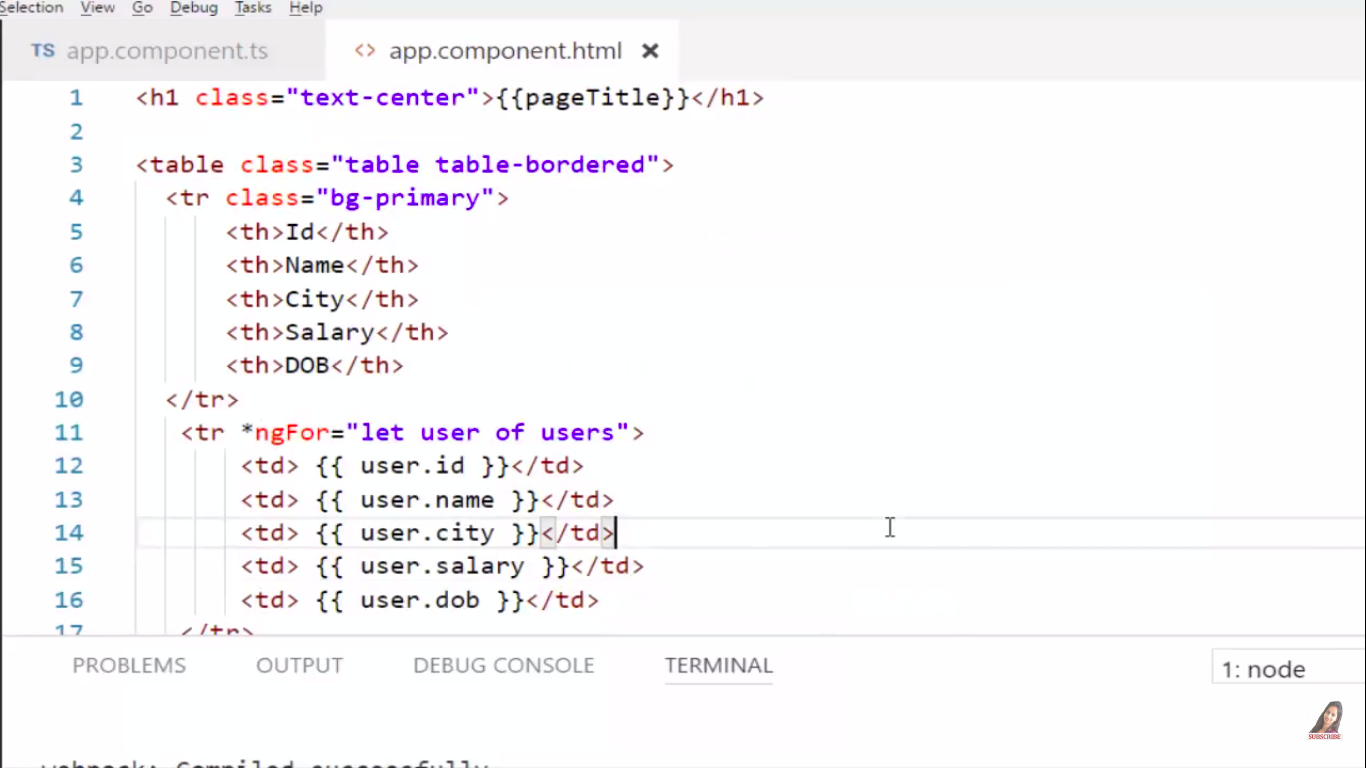 Selection View Go Debug Tasks Help
TS app.component.ts <> app.component.html ×
1 <h1 class="text-center">{{pageTitle}}</h1>
2
3 <table class="table table-bordered">
4 <tr class="bg-primary">
5 <th>Id</th>
6 <th>Name</th>
7 <th>City</th>
8 <th>Salary</th>
9 <th>DOB</th>
10 </tr>
11 <tr *ngFor="let user of users">
12 <td> {{ user.id }}</td>
13 <td> {{ user.name }}</td>
14 <td> {{ user.city }}</td>
15 <td> {{ user.salary }}</td>
16 <td> {{ user.dob }}</td>
17 </tr>
PROBLEMS OUTPUT DEBUG CONSOLE TERMINAL 1: node
SUBSCRIBE
webpack: Compiled successfully